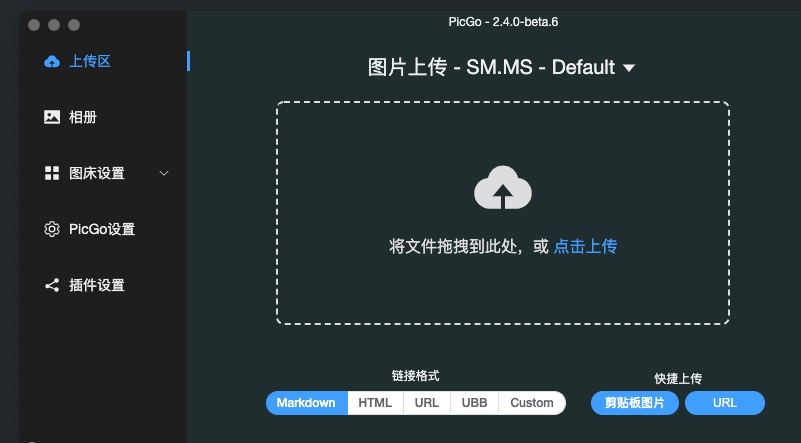 PicGo - 2.4.0-beta.6
上传区
相册
图床设置
PicGo设置
插件设置
图片上传 - SM.MS - Default
将文件拖拽到此处，或 点击上传
链接格式
Markdown HTML URL UBB Custom
快捷上传
剪贴板图片 URL